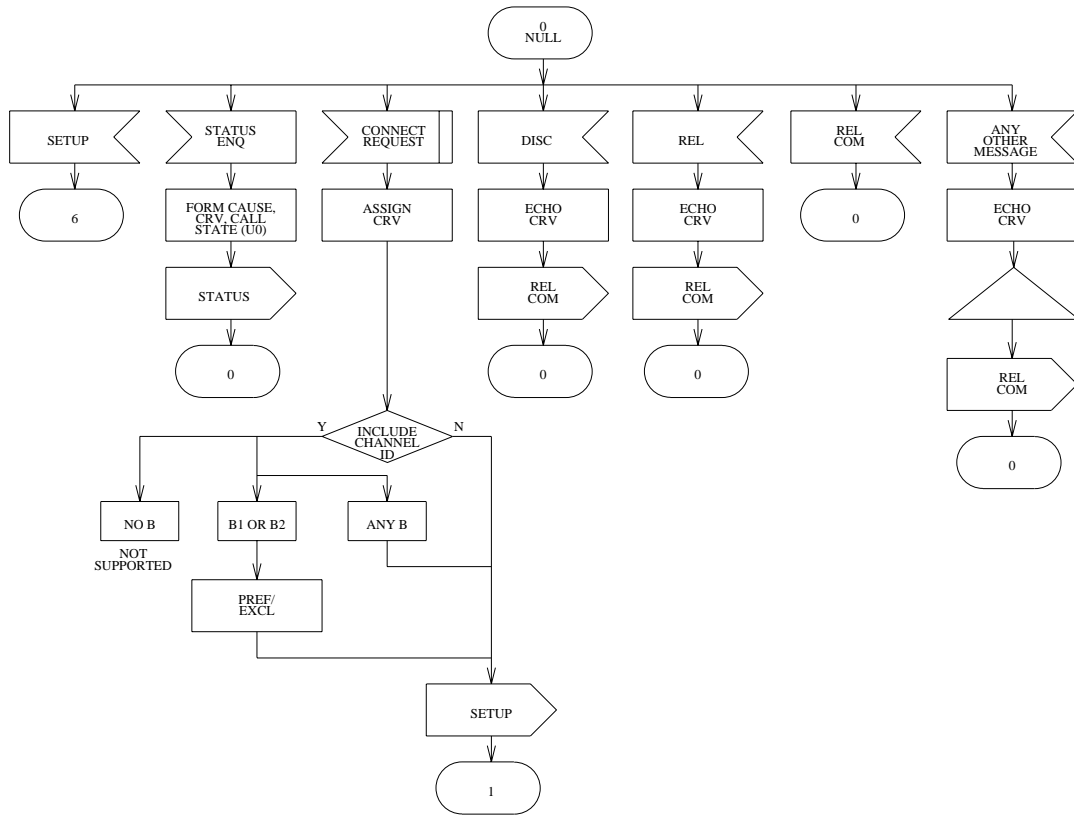 0
NULL
SETUP
STATUS
ENQ
CONNECT
REQUEST
DISC
REL
REL
COM
ANY
OTHER
MESSAGE
6
FORM CAUSE,
CRV, CALL
STATE (U0)
ASSIGN
CRV
ECHO
CRV
ECHO
CRV
0
ECHO
CRV
STATUS
REL
COM
REL
COM
0
0
0
REL
COM
0
Y
INCLUDE
CHANNEL
ID
N
NO B
B1 OR B2
ANY B
NOT
SUPPORTED
PREF/
EXCL
SETUP
1